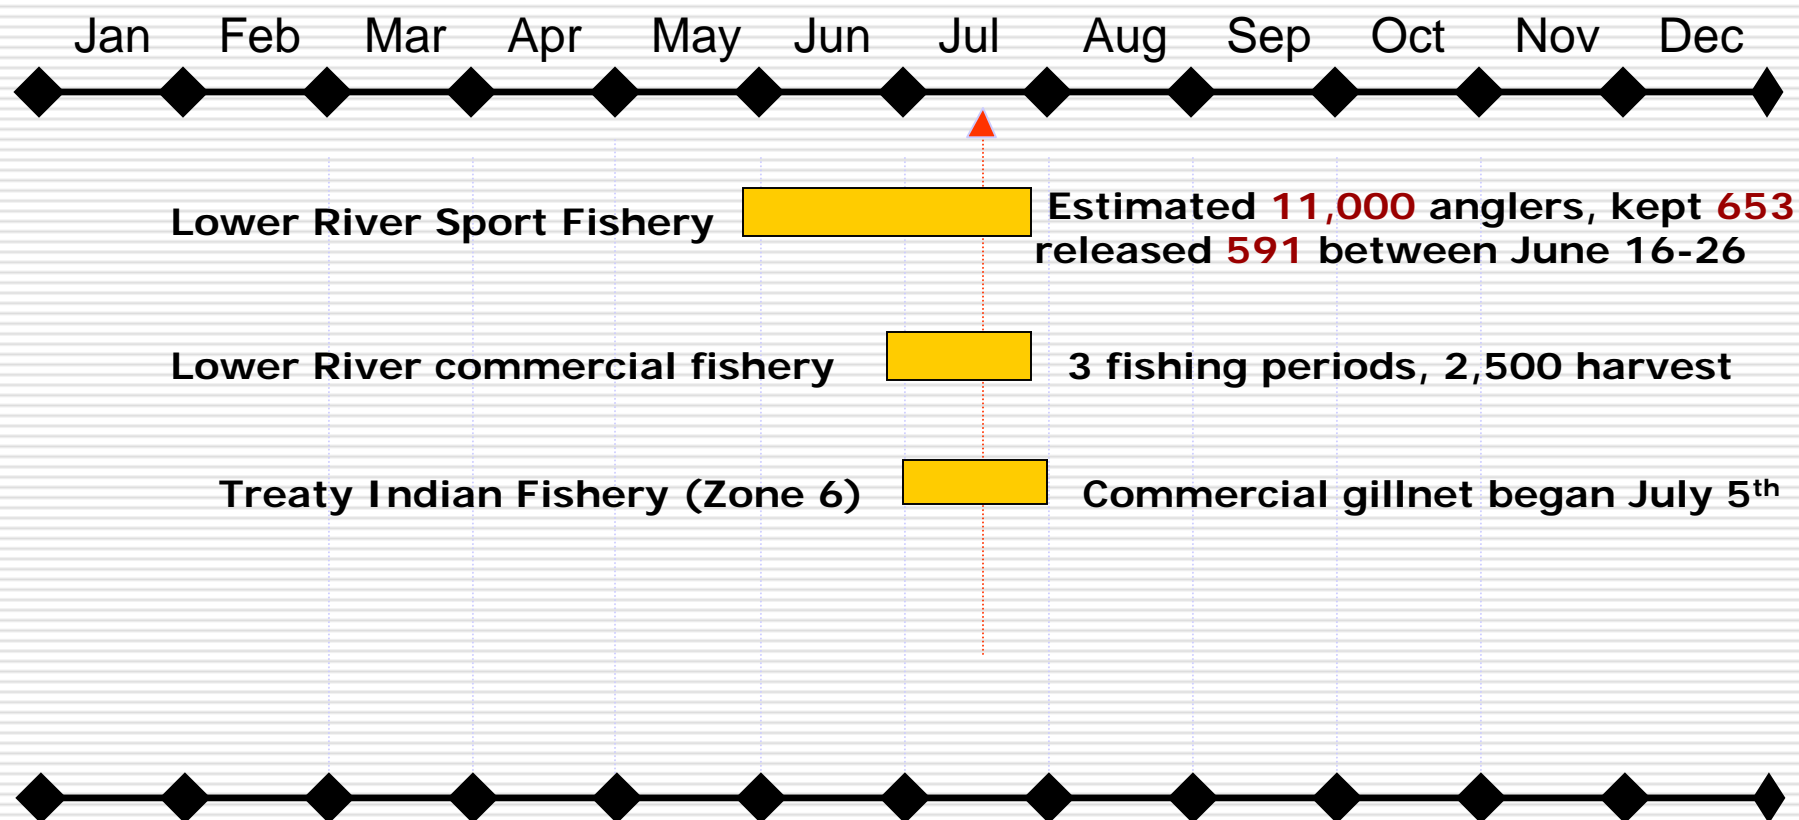 Jan Feb Mar Apr May Jun Jul Aug Sep Oct Nov Dec
Lower River Sport Fishery
Estimated 11,000 anglers, kept 653
released 591 between June 16-26
Lower River commercial fishery
3 fishing periods, 2,500 harvest
Treaty Indian Fishery (Zone 6)
Commercial gillnet began July 5th